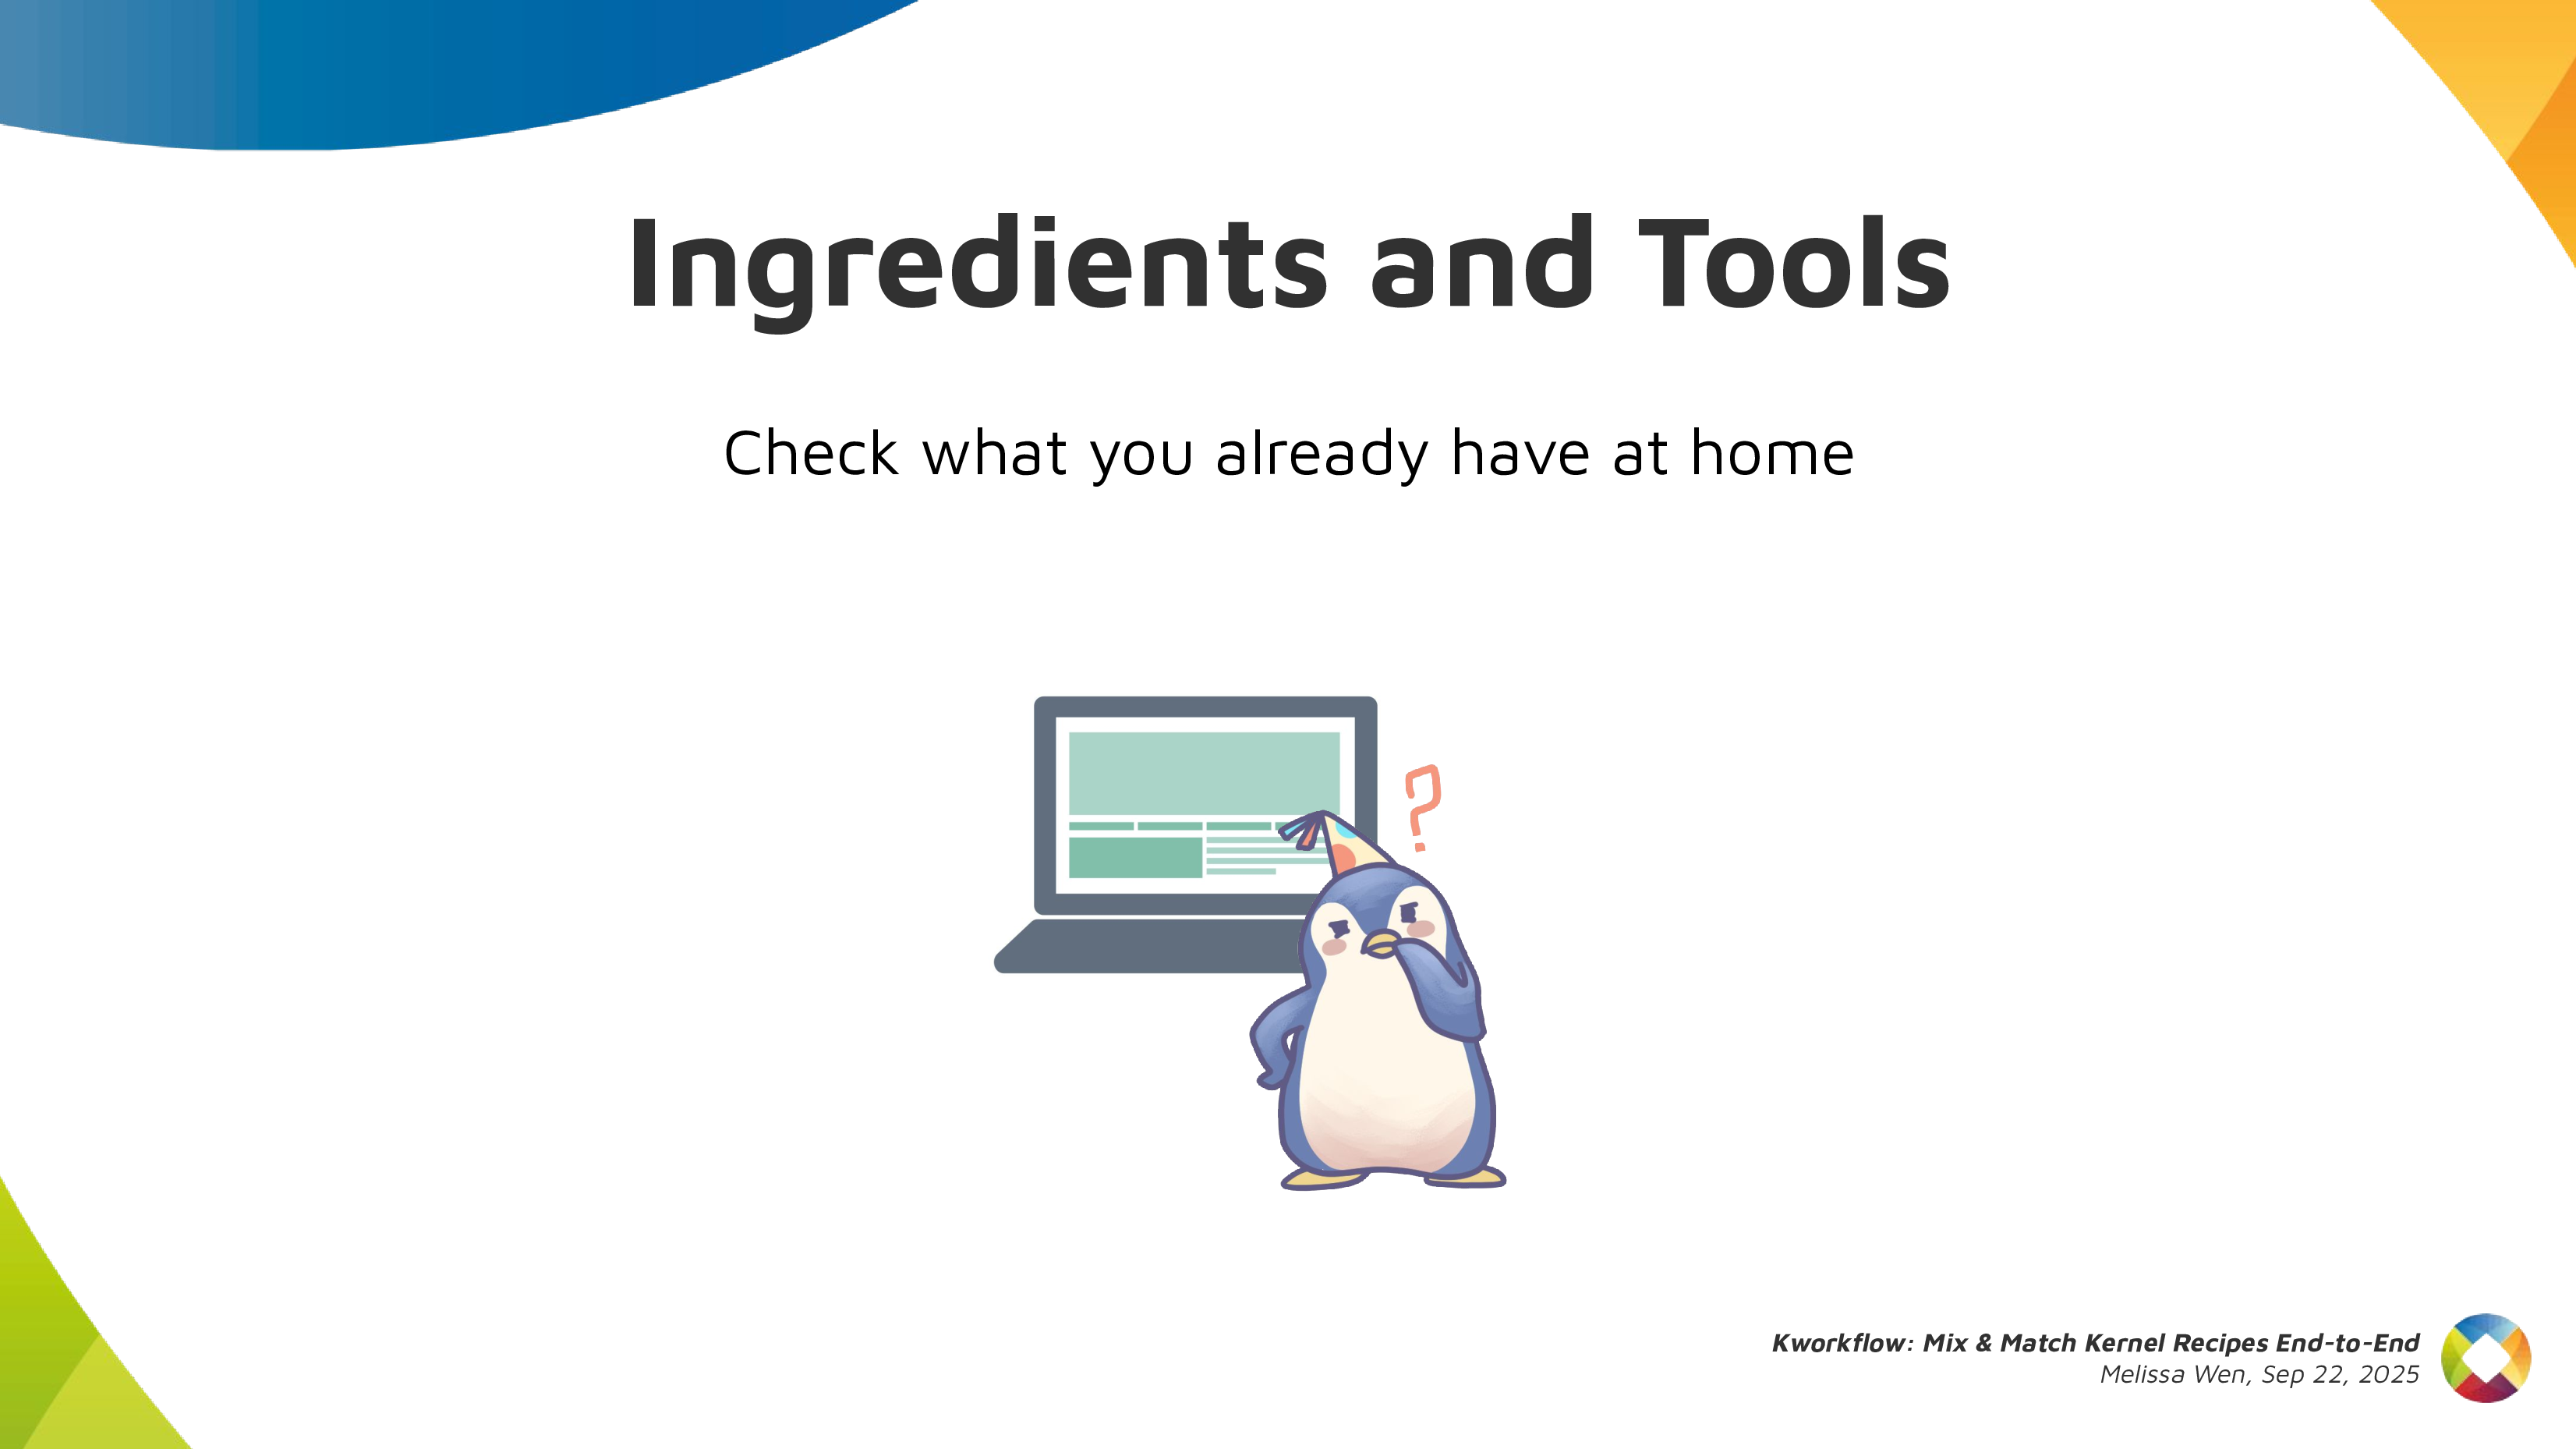 Ingredients and Tools
Check what you already have at home
?
Kworkflow: Mix & Match Kernel Recipes End-to-End
Melissa Wen, Sep 22, 2025